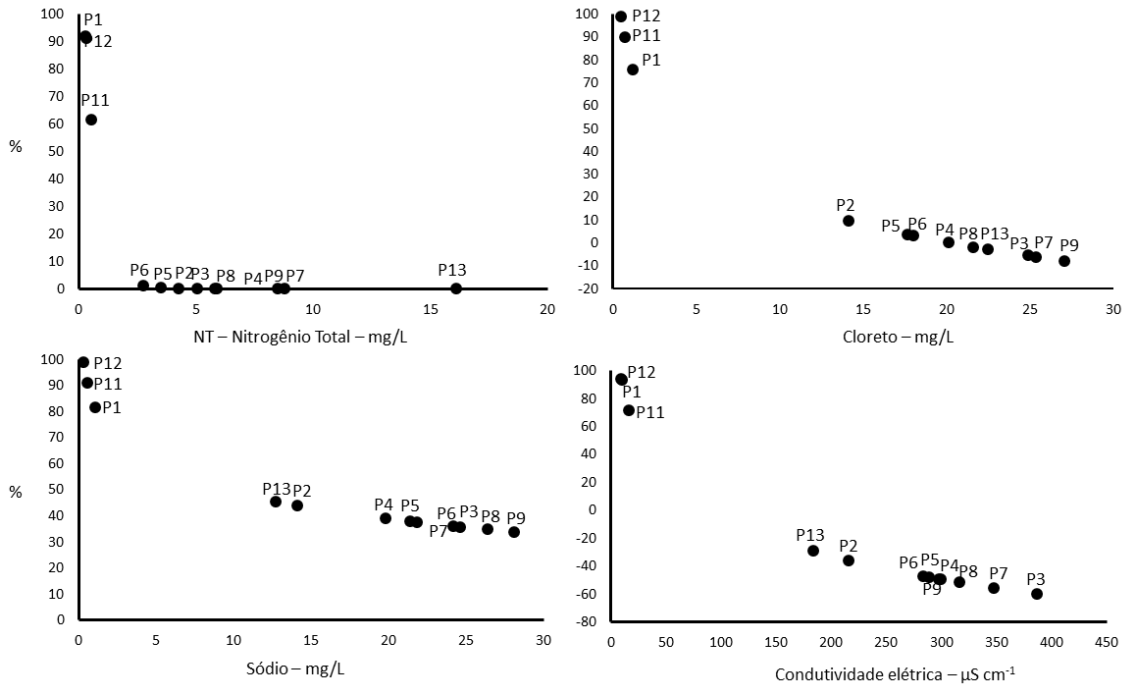 100
90
80
70
60
50
40
30
20
10
0
%
P1
P12
P11
P6
P5
P2
P3
P8
P4
P9
P7
P13
0
5
10
15
20
NT – Nitrogênio Total – mg/L
100
90
80
70
60
50
40
30
20
10
0
-10
-20
P12
P11
P1
P2
P5
P6
P4
P8
P13
P3
P7
P9
0
5
10
15
20
25
30
Cloreto – mg/L
100
90
80
70
60
50
40
30
20
10
0
%
P12
P11
P1
P13
P2
P4
P5
P7
P6
P3
P8
P9
0
5
10
15
20
25
30
Sódio – mg/L
100
80
60
40
20
0
-20
-40
-60
-80
P12
P1
P11
P13
P2
P6
P5
P9
P4
P8
P7
P3
0
50
100
150
200
250
300
350
400
450
Condutividade elétrica – µS cm⁻¹